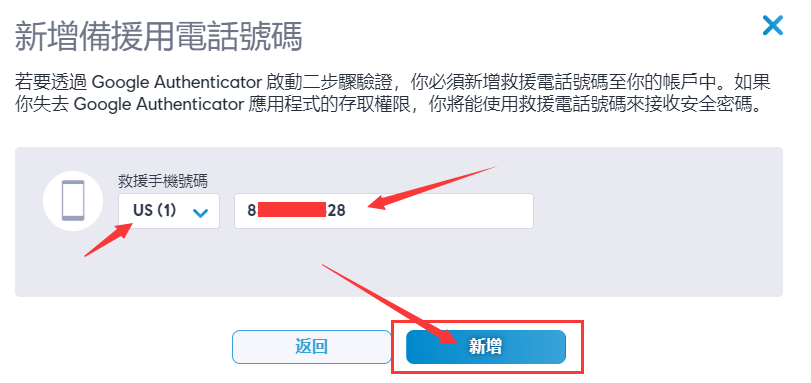 新增備援用電話號碼
若要透過 Google Authenticator 啟動二步驟驗證，你必須新增救援電話號碼至你的帳戶中。如果
你失去 Google Authenticator 應用程式的存取權限，你將能使用救援電話號碼來接收安全密碼。
救援手機號碼
US (1) 8 28
返回 新增